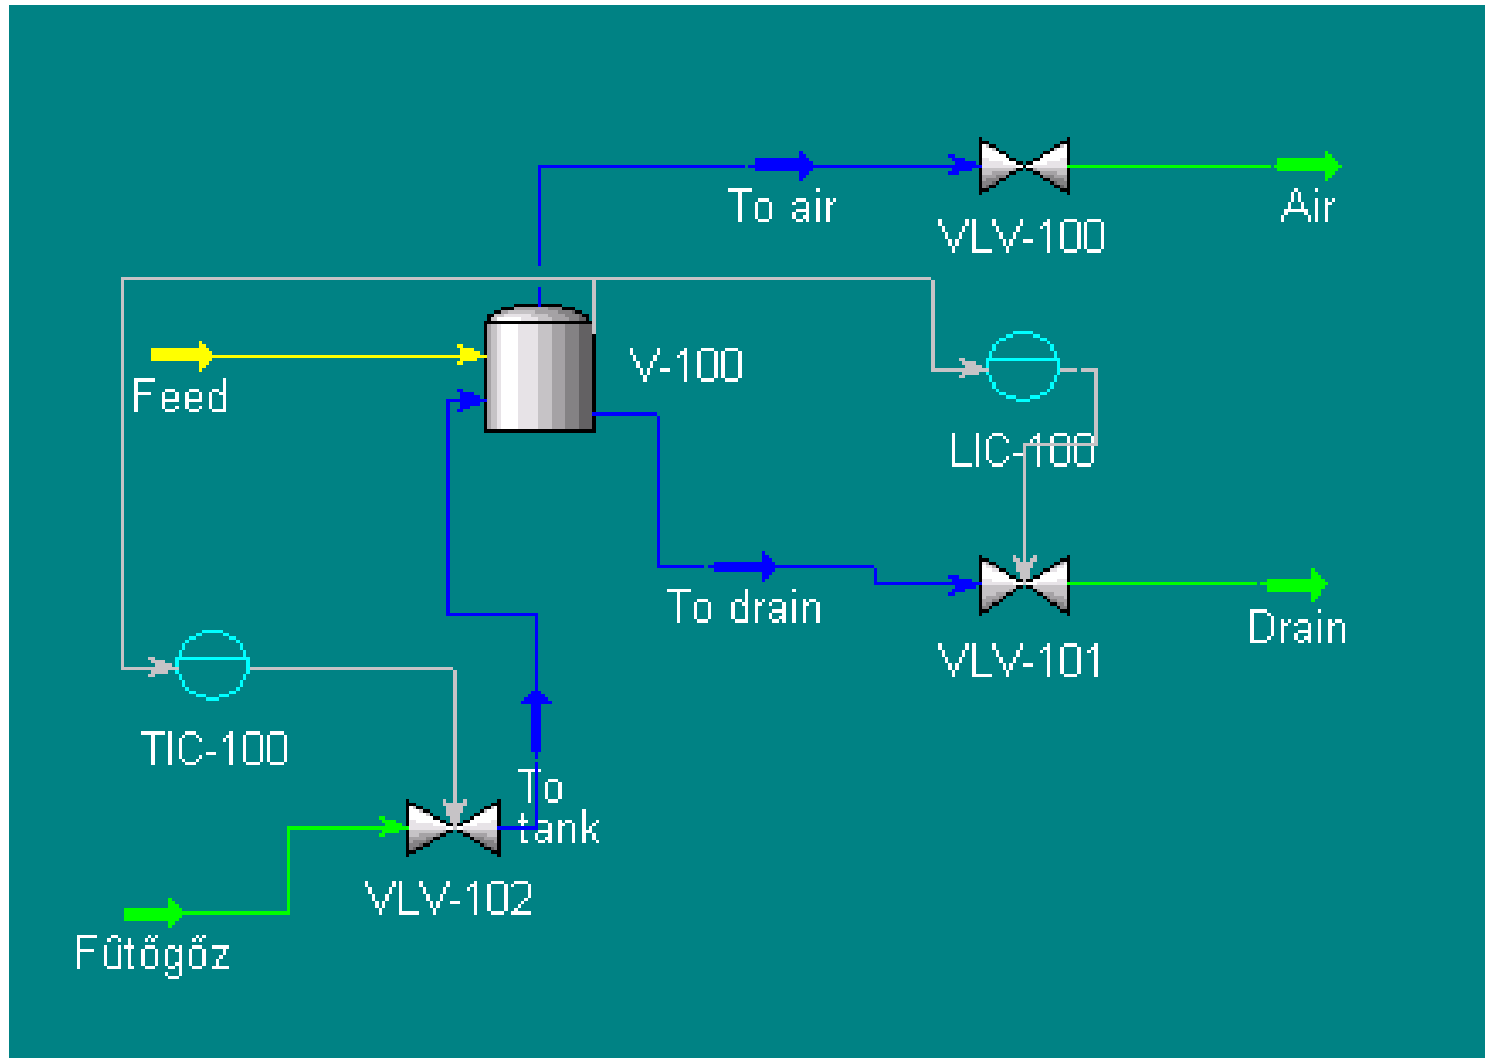 To air
Air
VLV-100
V-100
Feed
LIC-100
To drain
Drain
VLV-101
TIC-100
To
tank
VLV-102
Fûtőgőz